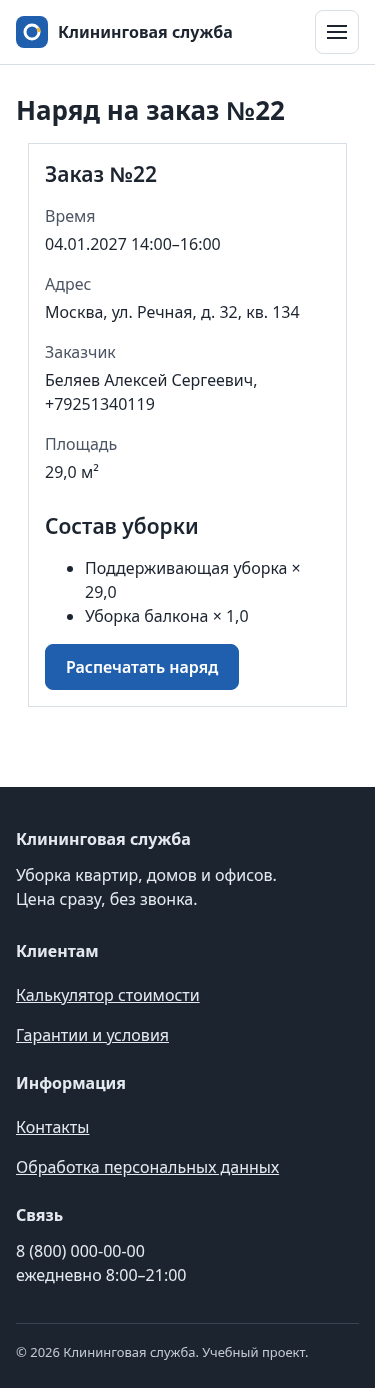 Клининговая служба
Наряд на заказ №22
Заказ №22
Время
04.01.2027 14:00–16:00
Адрес
Москва, ул. Речная, д. 32, кв. 134
Заказчик
Беляев Алексей Сергеевич,
+79251340119
Площадь
29,0 м²
Состав уборки
• Поддерживающая уборка ×
29,0
• Уборка балкона × 1,0
Распечатать наряд
Клининговая служба
Уборка квартир, домов и офисов.
Цена сразу, без звонка.
Клиентам
Калькулятор стоимости
Гарантии и условия
Информация
Контакты
Обработка персональных данных
Связь
8 (800) 000-00-00
ежедневно 8:00–21:00
© 2026 Клининговая служба. Учебный проект.